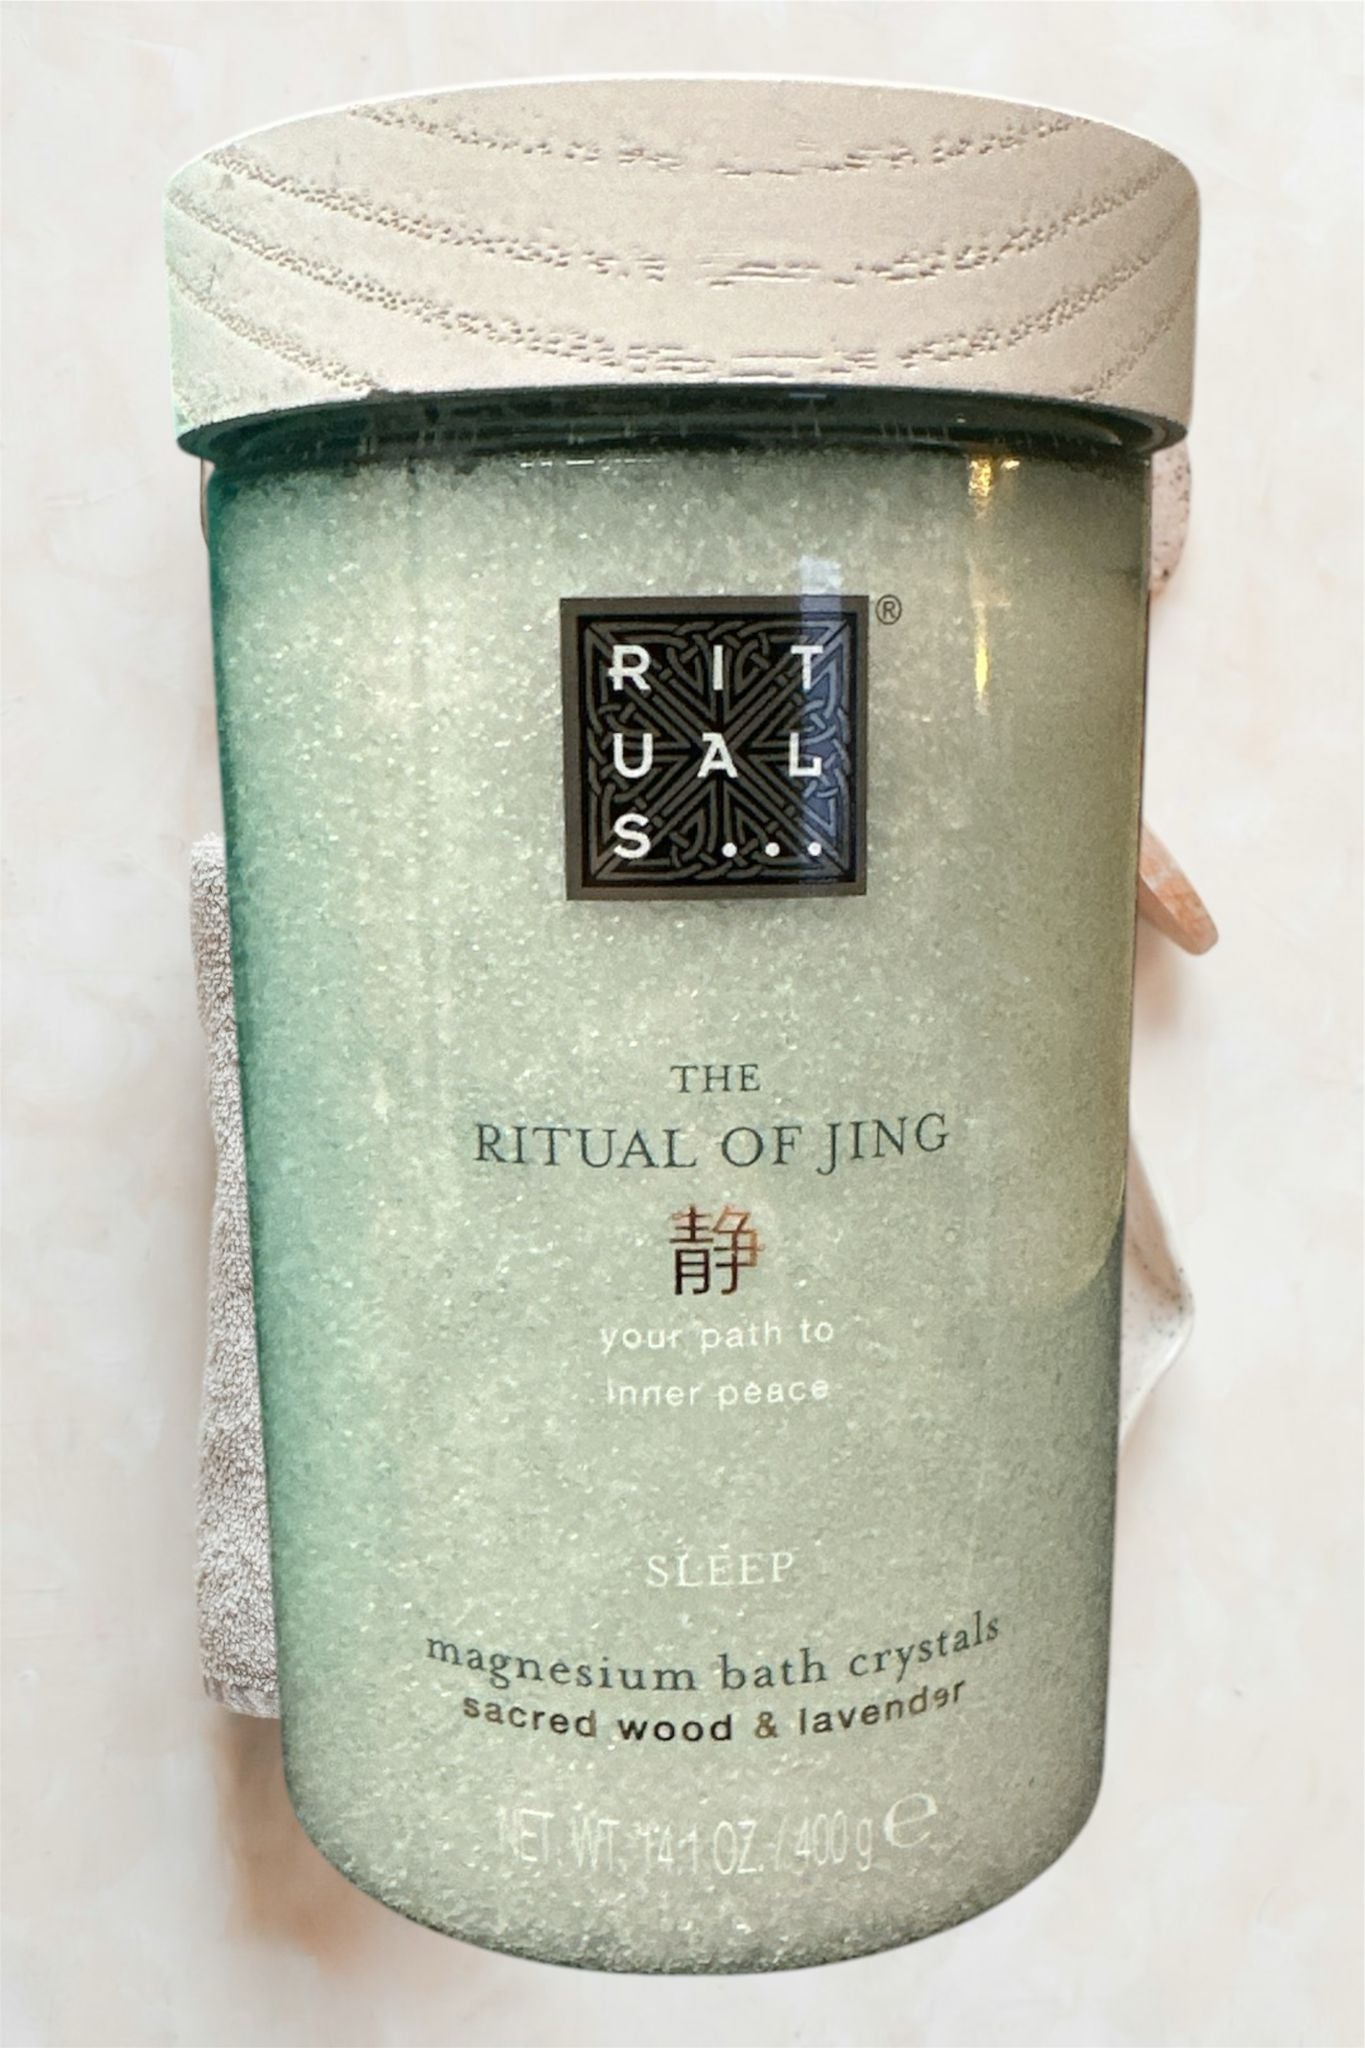 RIT
UAL
S...
®
THE
RITUAL OF JING
静
your path to
inner peace
SLEEP
magnesium bath crystals
sacred wood & lavender
NET. WT. 14.1 OZ. / 400 g ℮